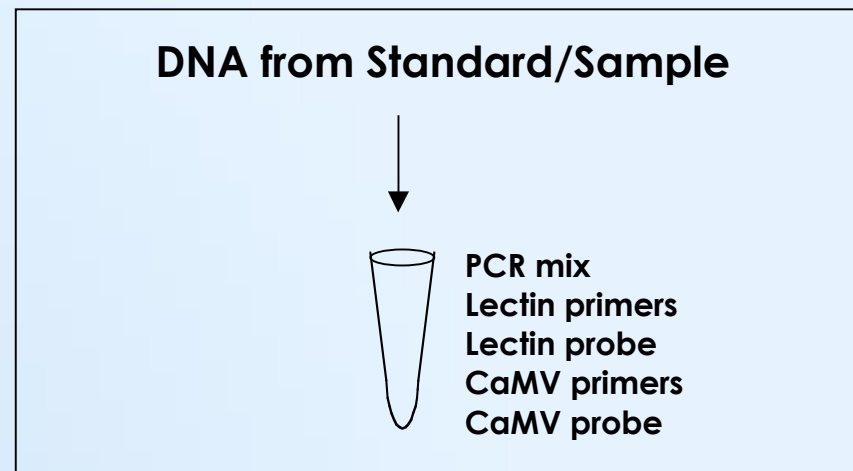 DNA from Standard/Sample
PCR mix
Lectin primers
Lectin probe
CaMV primers
CaMV probe